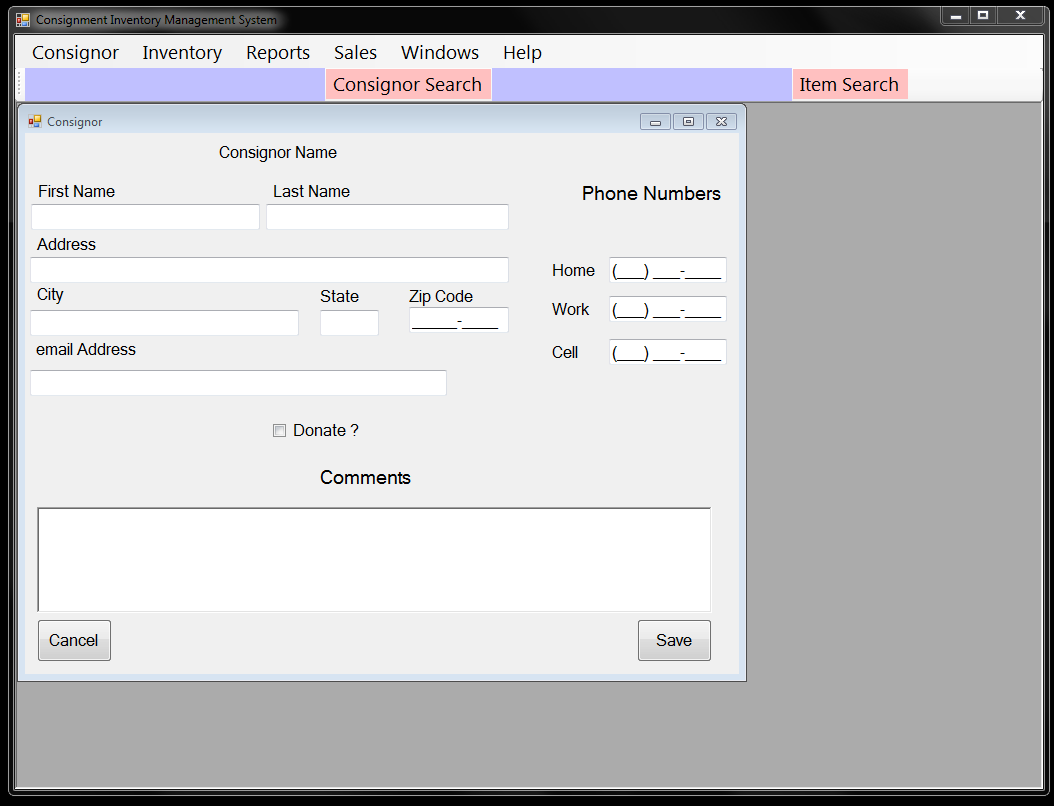 Consignment Inventory Management System
Consignor Inventory Reports Sales Windows Help
Consignor Search Item Search
Consignor
Consignor Name
First Name Last Name Phone Numbers
Address
Home (___) ___-____
City State Zip Code
_____-____
Work (___) ___-____
email Address
Cell (___) ___-____
Donate ?
Comments
Cancel Save